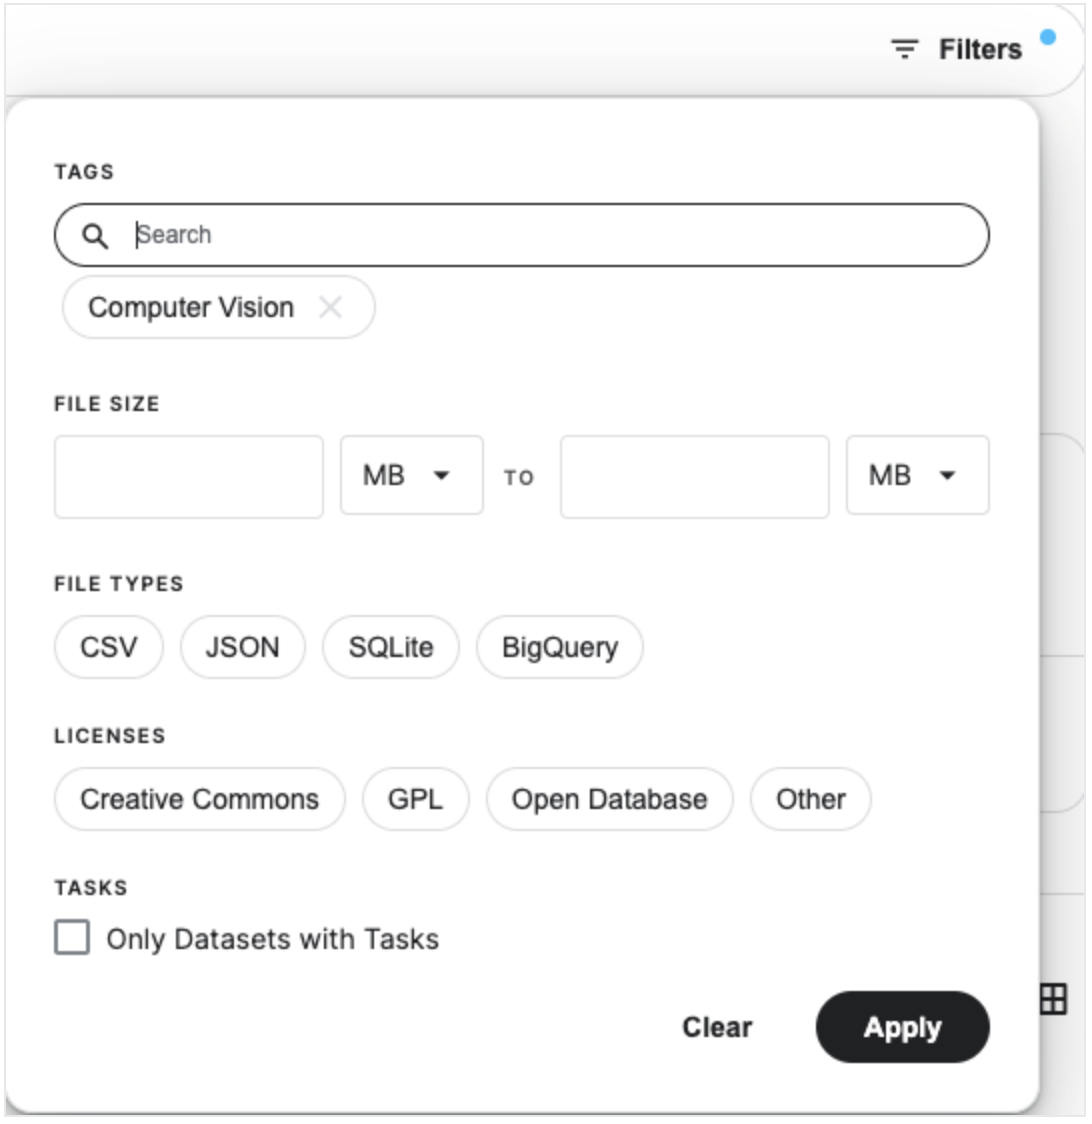 Filters
TAGS
Search
Computer Vision
FILE SIZE
MB TO MB
FILE TYPES
CSV JSON SQLite BigQuery
LICENSES
Creative Commons GPL Open Database Other
TASKS
Only Datasets with Tasks
Clear Apply